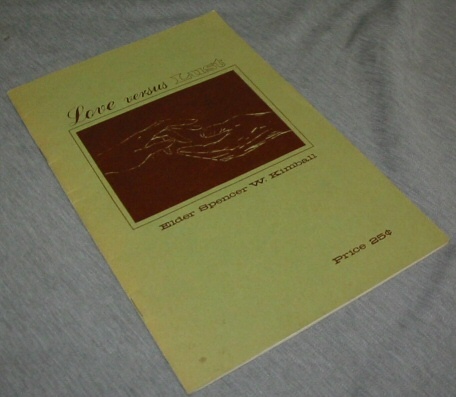 Love versus Lust
Elder Spencer W. Kimball
Price 25¢